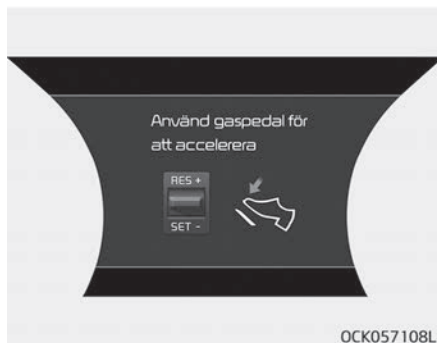 Använd gaspedal för
att accelerera
RES +
SET -
OCK057108L